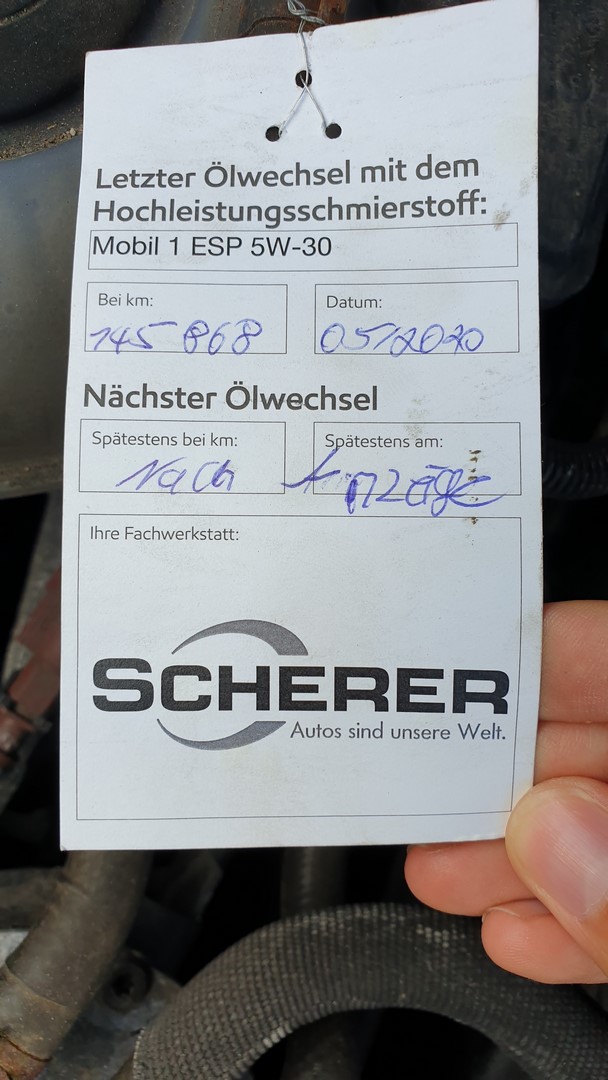 Letzter Ölwechsel mit dem
Hochleistungsschmierstoff:
Mobil 1 ESP 5W-30
Bei km: Datum:
145 868 05/2020
Nächster Ölwechsel
Spätestens bei km: Spätestens am:
Nach Anzeige
Ihre Fachwerkstatt:
SCHERER
Autos sind unsere Welt.